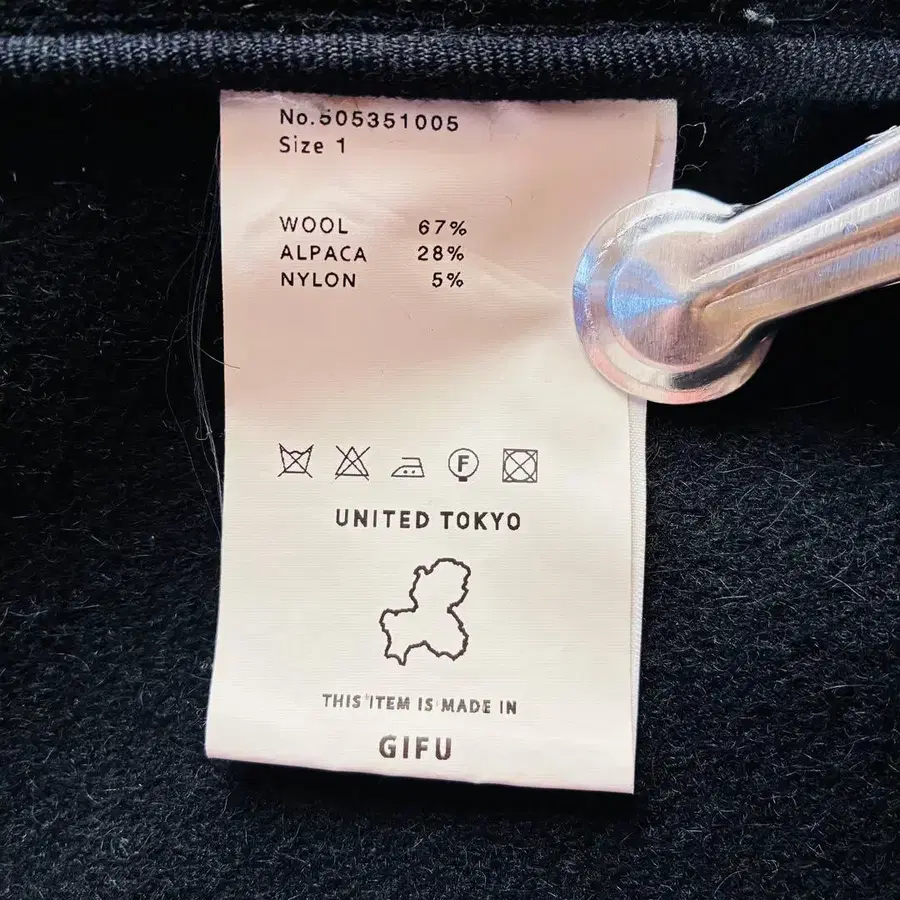 No.505351005
Size 1
WOOL 67%
ALPACA 28%
NYLON 5%
F
UNITED TOKYO
THIS ITEM IS MADE IN
GIFU